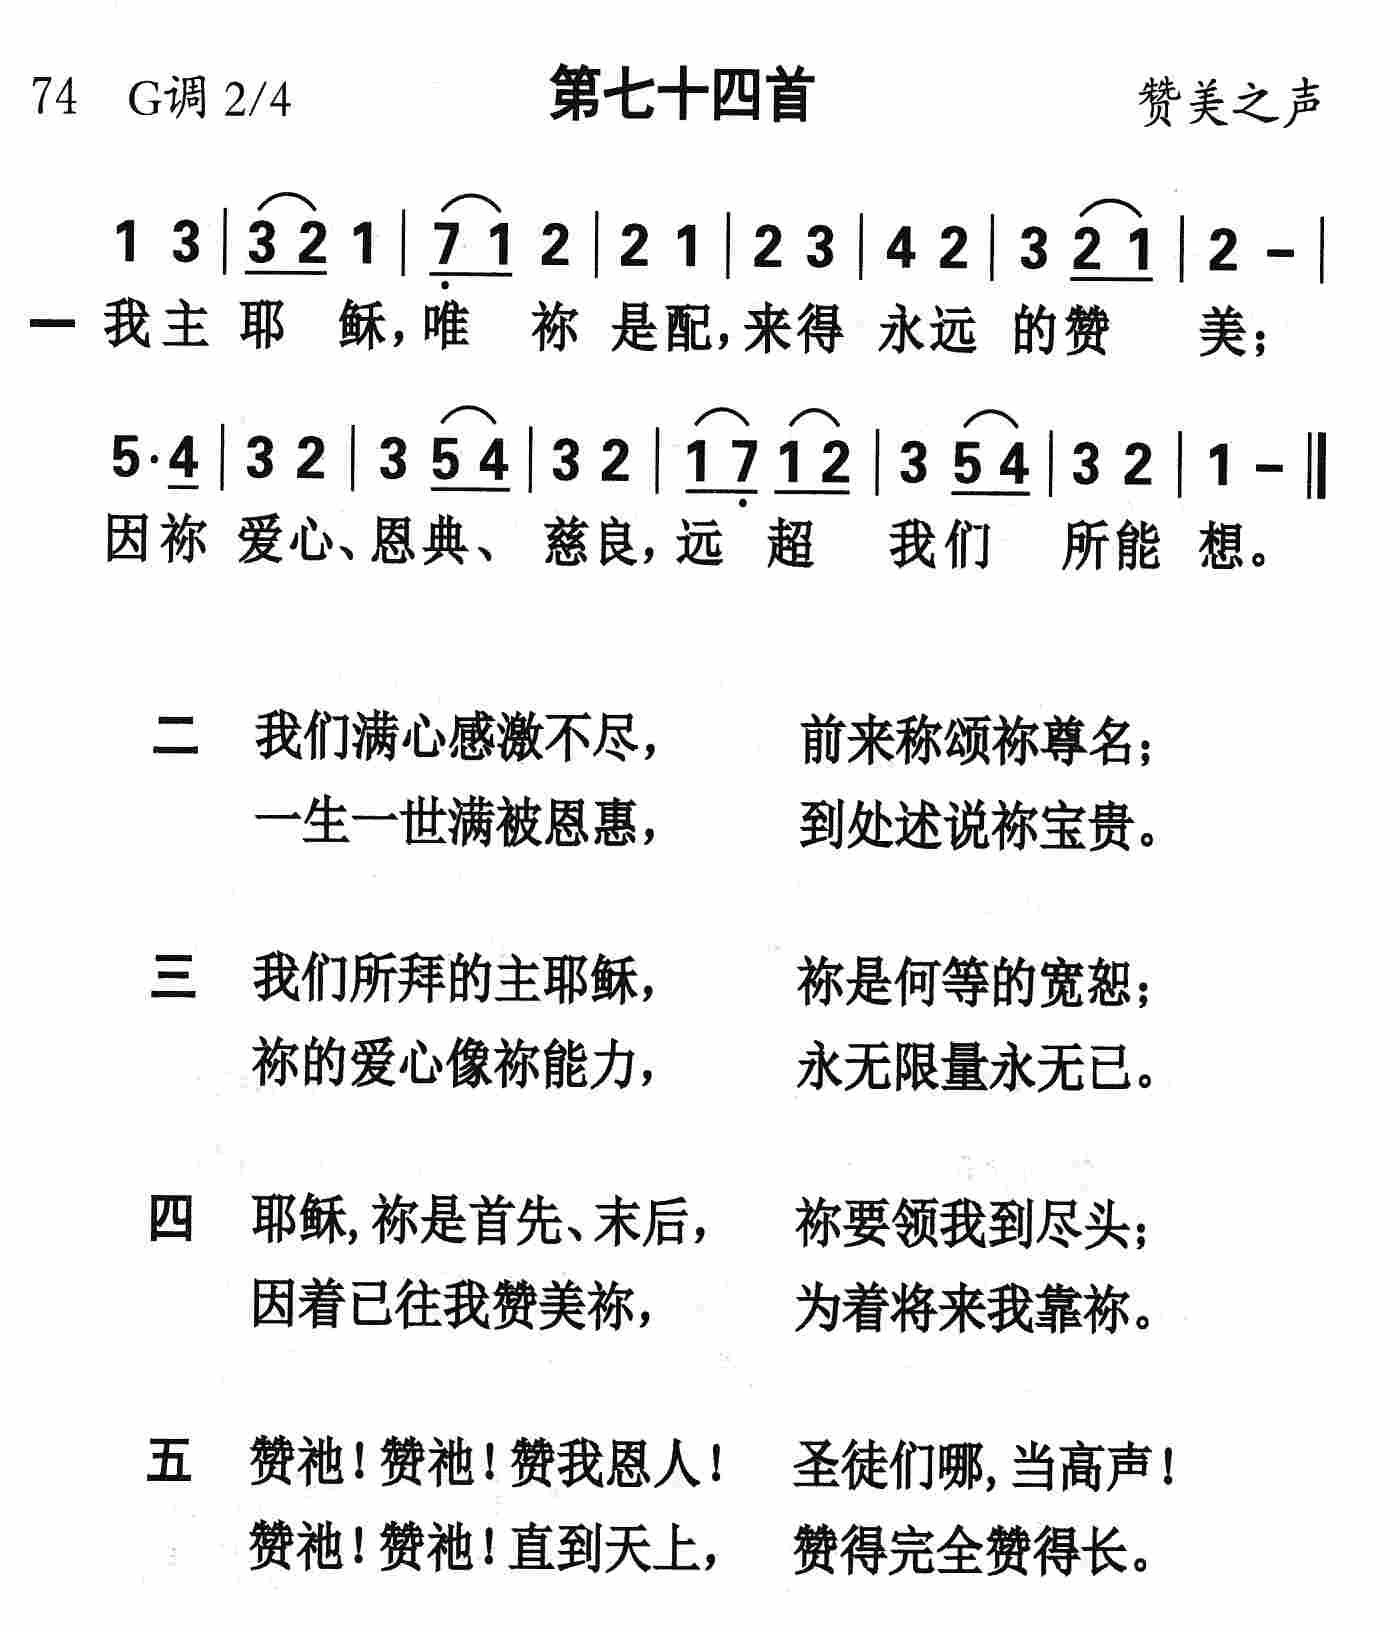 74 G调 2/4 第七十四首 赞美之声
1 3 | 3 2 1 | 7̣ 1 2 | 2 1 | 2 3 | 4 2 | 3 2 1 | 2 – |
一 我主耶稣，唯祢是配，来得永远的赞美；
5 · 4 | 3 2 | 3 5 4 | 3 2 | 1 7̣ 1 2 | 3 5 4 | 3 2 | 1 – ‖
因祢爱心、恩典、慈良，远超我们所能想。
二 我们满心感激不尽， 前来称颂祢尊名；
一生一世满被恩惠， 到处述说祢宝贵。
三 我们所拜的主耶稣， 祢是何等的宽恕；
祢的爱心像祢能力， 永无限量永无已。
四 耶稣，祢是首先、末后， 祢要领我到尽头；
因着已往我赞美祢， 为着将来我靠祢。
五 赞祂！赞祂！赞我恩人！ 圣徒们哪，当高声！
赞祂！赞祂！直到天上， 赞得完全赞得长。